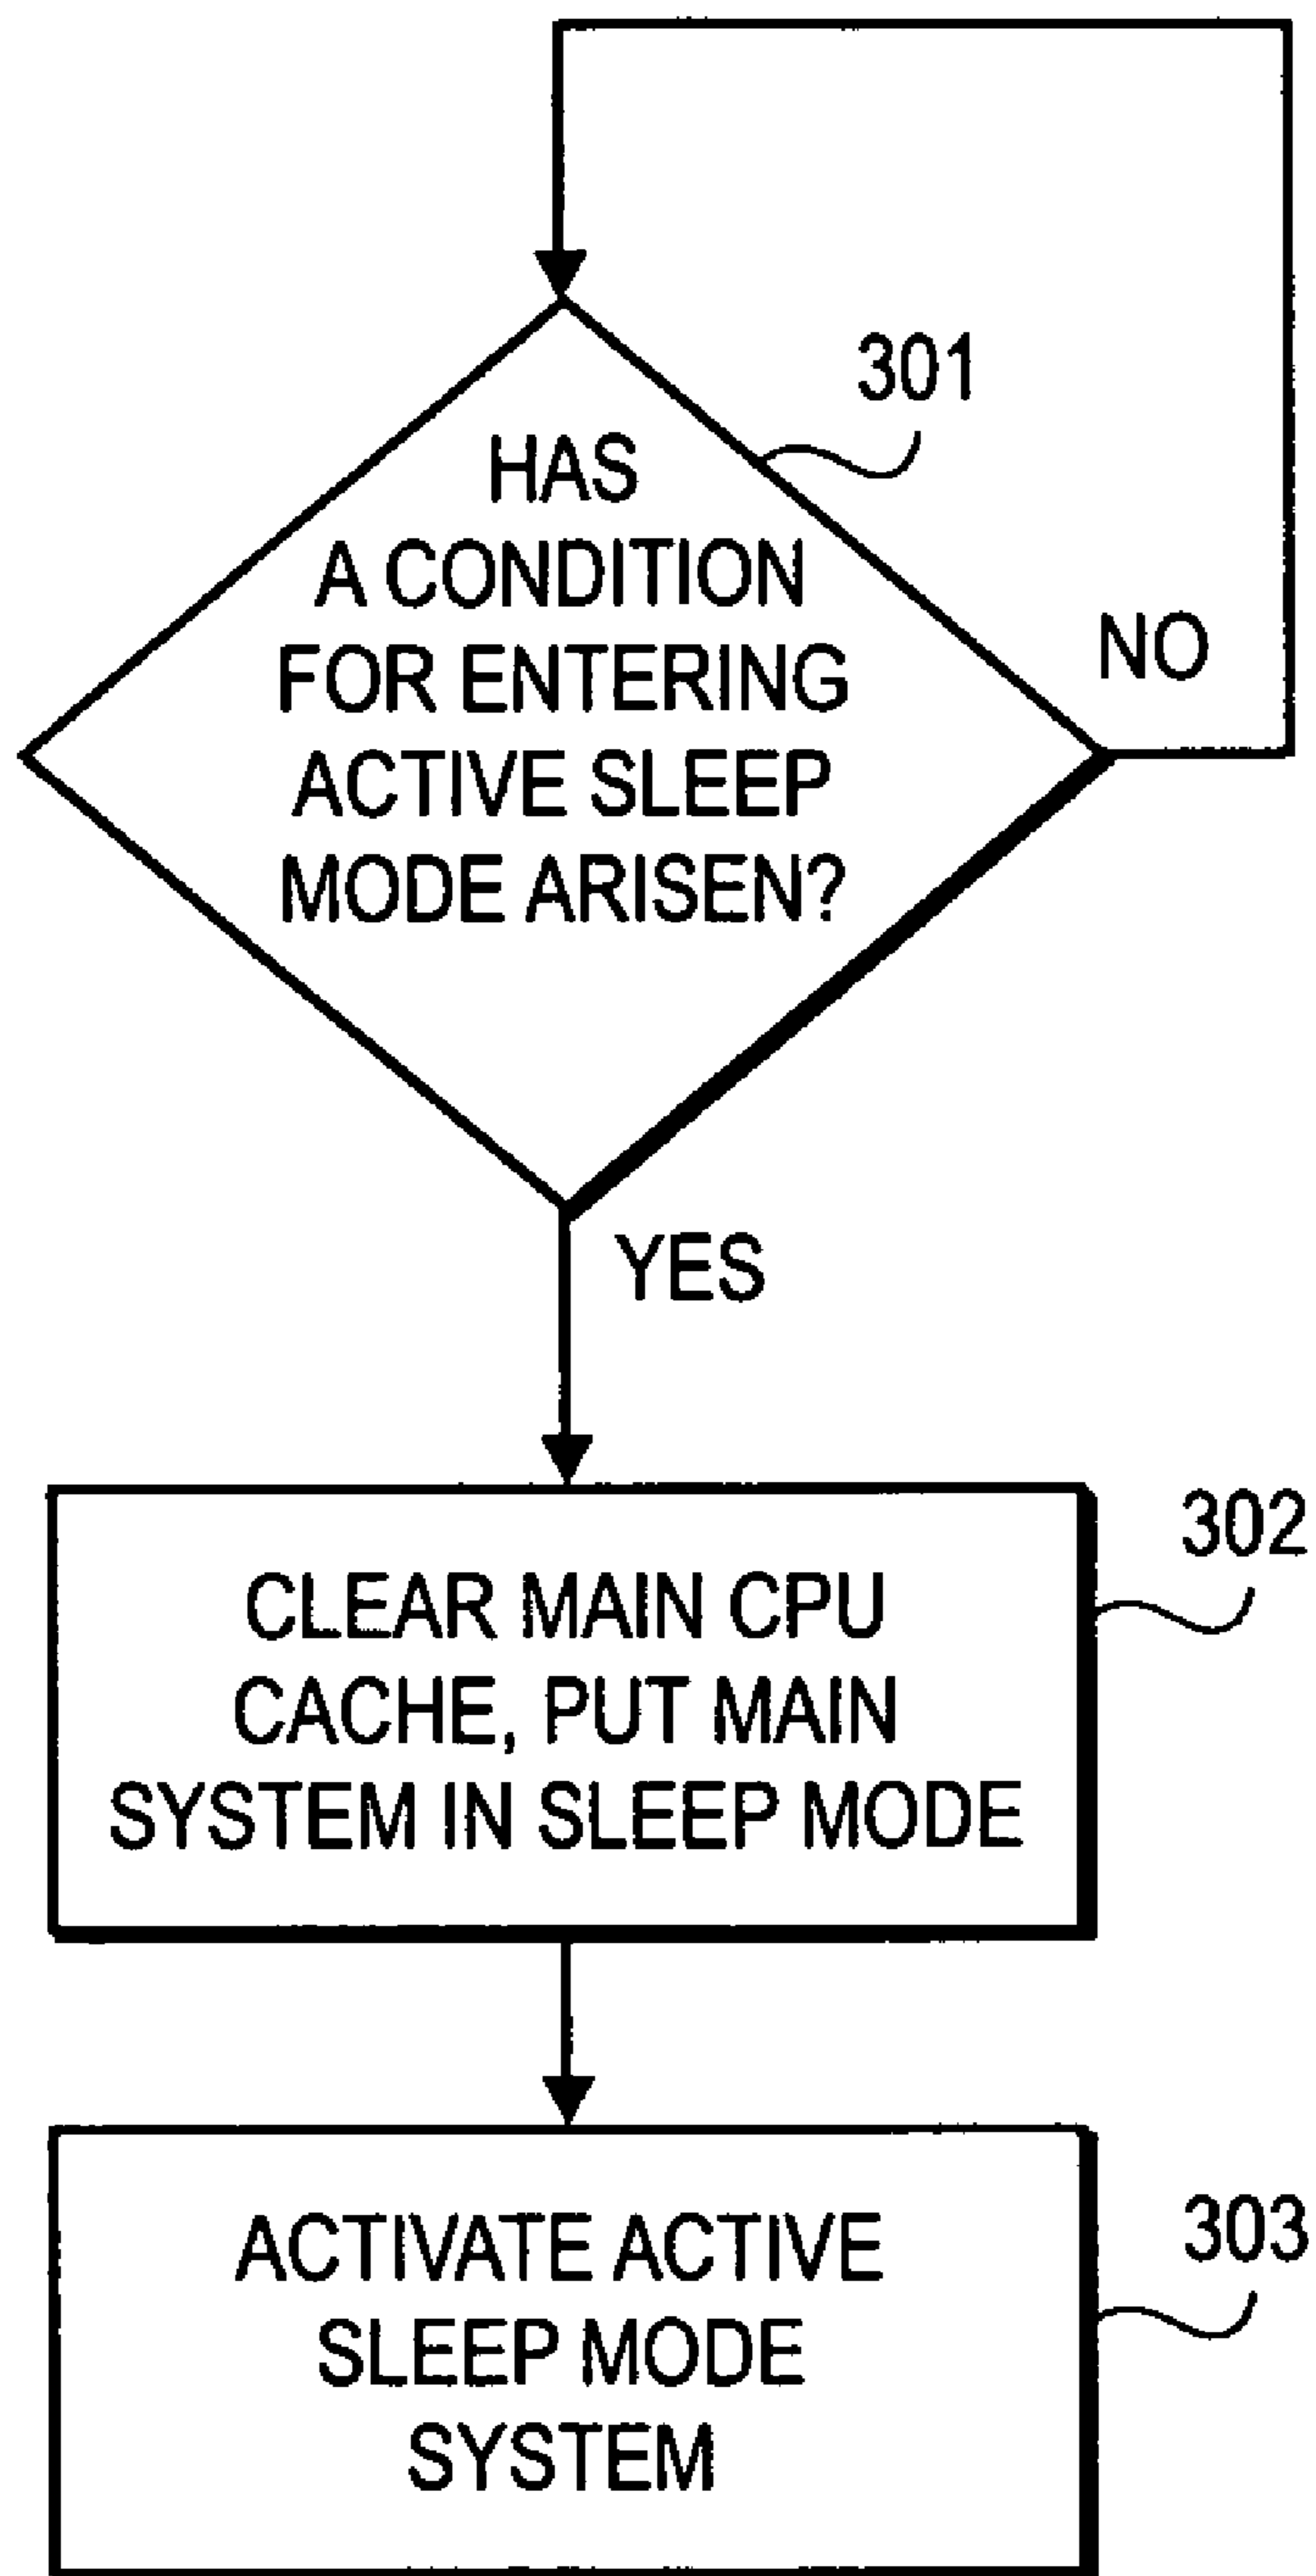 301
HAS
A CONDITION
FOR ENTERING
ACTIVE SLEEP
MODE ARISEN?
NO
YES
302
CLEAR MAIN CPU
CACHE, PUT MAIN
SYSTEM IN SLEEP MODE
303
ACTIVATE ACTIVE
SLEEP MODE
SYSTEM